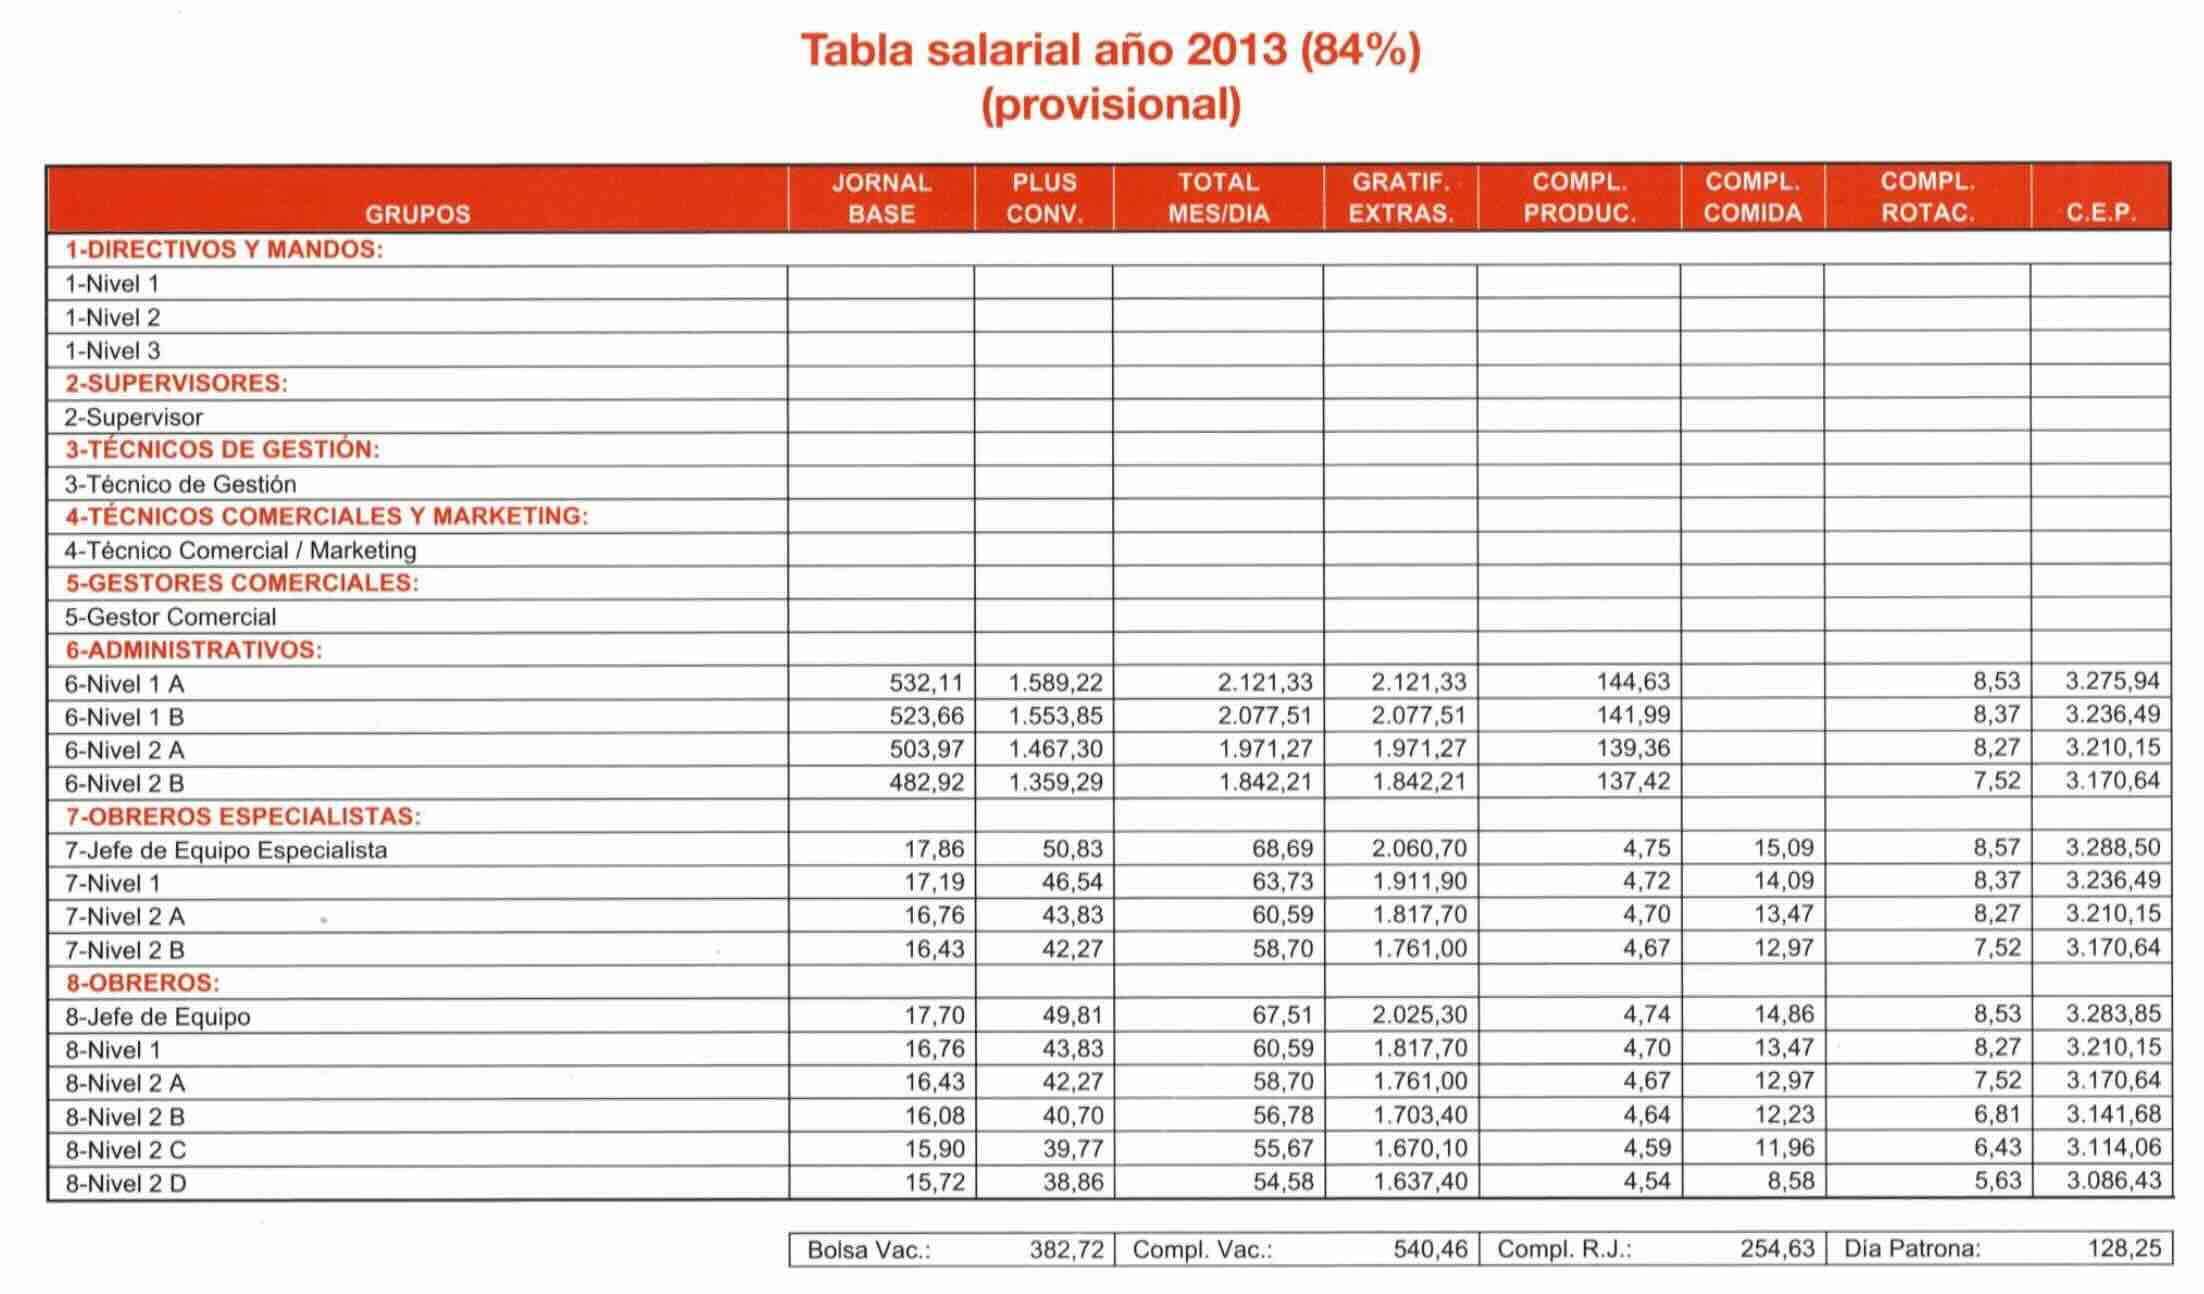 Tabla salarial año 2013 (84%)
(provisional)
GRUPOS JORNAL BASE PLUS CONV. TOTAL MES/DIA GRATIF. EXTRAS. COMPL. PRODUC. COMPL. COMIDA COMPL. ROTAC. C.E.P.
1-DIRECTIVOS Y MANDOS:
1-Nivel 1
1-Nivel 2
1-Nivel 3
2-SUPERVISORES:
2-Supervisor
3-TÉCNICOS DE GESTIÓN:
3-Técnico de Gestión
4-TÉCNICOS COMERCIALES Y MARKETING:
4-Técnico Comercial / Marketing
5-GESTORES COMERCIALES:
5-Gestor Comercial
6-ADMINISTRATIVOS:
6-Nivel 1 A 532,11 1.589,22 2.121,33 2.121,33 144,63 8,53 3.275,94
6-Nivel 1 B 523,66 1.553,85 2.077,51 2.077,51 141,99 8,37 3.236,49
6-Nivel 2 A 503,97 1.467,30 1.971,27 1.971,27 139,36 8,27 3.210,15
6-Nivel 2 B 482,92 1.359,29 1.842,21 1.842,21 137,42 7,52 3.170,64
7-OBREROS ESPECIALISTAS:
7-Jefe de Equipo Especialista 17,86 50,83 68,69 2.060,70 4,75 15,09 8,57 3.288,50
7-Nivel 1 17,19 46,54 63,73 1.911,90 4,72 14,09 8,37 3.236,49
7-Nivel 2 A 16,76 43,83 60,59 1.817,70 4,70 13,47 8,27 3.210,15
7-Nivel 2 B 16,43 42,27 58,70 1.761,00 4,67 12,97 7,52 3.170,64
8-OBREROS:
8-Jefe de Equipo 17,70 49,81 67,51 2.025,30 4,74 14,86 8,53 3.283,85
8-Nivel 1 16,76 43,83 60,59 1.817,70 4,70 13,47 8,27 3.210,15
8-Nivel 2 A 16,43 42,27 58,70 1.761,00 4,67 12,97 7,52 3.170,64
8-Nivel 2 B 16,08 40,70 56,78 1.703,40 4,64 12,23 6,81 3.141,68
8-Nivel 2 C 15,90 39,77 55,67 1.670,10 4,59 11,96 6,43 3.114,06
8-Nivel 2 D 15,72 38,86 54,58 1.637,40 4,54 8,58 5,63 3.086,43
Bolsa Vac.: 382,72 Compl. Vac.: 540,46 Compl. R.J.: 254,63 Dia Patrona: 128,25